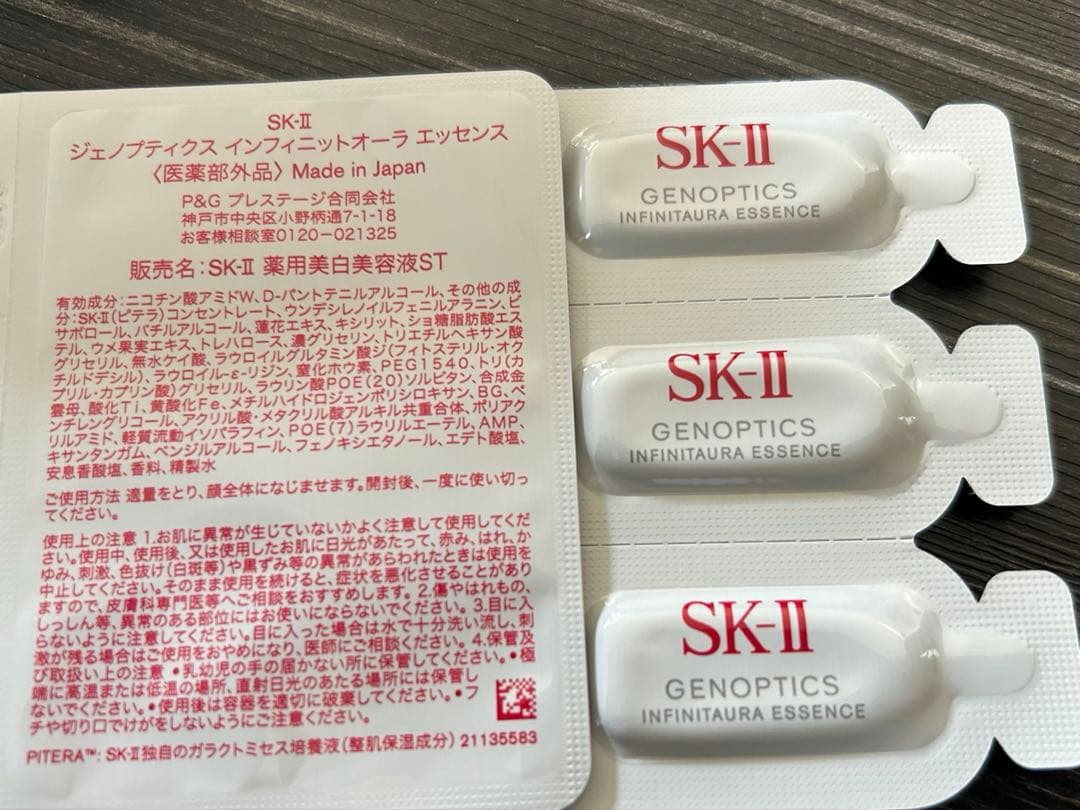 SK-II
ジェノプティクス インフィニットオーラ エッセンス
〈医薬部外品〉Made in Japan
P&G プレステージ合同会社
神戸市中央区小野柄通7-1-18
お客様相談室0120-021325
販売名:SK-II 薬用美白美容液ST
有効成分:ニコチン酸アミドW、D-パントテニルアルコール、その他の成
分:SK-II(ピテラ)コンセントレート、ウンデシレノイルフェニルアラニン、ビ
サボロール、バチルアルコール、蓮花エキス、キシリット、ショ糖脂肪酸エス
テル、ウメ果実エキス、トレハロース、濃グリセリン、トリエチルヘキサン酸
グリセリル、無水ケイ酸、ラウロイルグルタミン酸ジ(フィトステリル・オク
チルドデシル)、ラウロイル-ε-リジン、窒化ホウ素、PEG1540、トリ(カ
プリル・カプリン酸)グリセリル、ラウリン酸POE(20)ソルビタン、合成金
雲母、酸化Ti、黄酸化Fe、メチルハイドロジェンポリシロキサン、BG、ペ
ンチレングリコール、アクリル酸・メタクリル酸アルキル共重合体、ポリアク
リルアミド、軽質流動イソパラフィン、POE(7)ラウリルエーテル、AMP、
キサンタンガム、ベンジルアルコール、フェノキシエタノール、エデト酸塩、
安息香酸塩、香料、精製水
ご使用方法 適量をとり、顔全体になじませます。開封後、一度に使い切っ
てください。
使用上の注意 1.お肌に異常が生じていないかよく注意して使用してくだ
さい。使用中、使用後、又は使用したお肌に日光があたって、赤み、はれ、か
ゆみ、刺激、色抜け(白斑等)や黒ずみ等の異常があらわれたときは使用を
中止してください。そのまま使用を続けると、症状を悪化させることがあり
ますので、皮膚科専門医等へご相談をおすすめします。2.傷やはれもの、
しっしん等、異常のある部位にはお使いにならないでください。3.目に入
らないように注意してください。目に入った場合は水で十分洗い流し、刺
激が残る場合はご使用をおやめになり、医師にご相談ください。4.保管及
び取扱い上の注意 •乳幼児の手の届かない所に保管してください。•極
端に高温または低温の場所、直射日光のあたる場所には保管し
ないでください。•使用後は容器を適切に破棄してください。•フ
チや切り口でけがをしないようにご注意ください。
PITERA™: SK-II独自のガラクトミセス培養液(整肌保湿成分) 21135583
SK-II
GENOPTICS
INFINITAURA ESSENCE
SK-II
GENOPTICS
INFINITAURA ESSENCE
SK-II
GENOPTICS
INFINITAURA ESSENCE